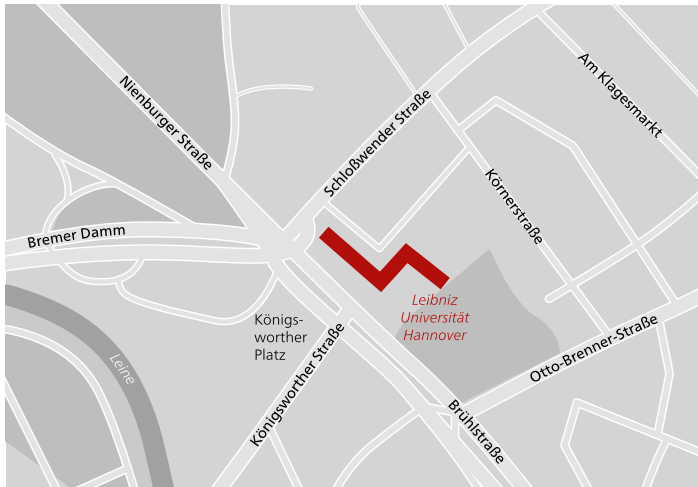 Nienburger Straße
Schloßwender Straße
Am Klagesmarkt
Körnerstraße
Bremer Damm
Leibniz
Universität
Hannover
Königs-
worther
Platz
Leine
Königsworther Straße
Otto-Brenner-Straße
Brühlstraße